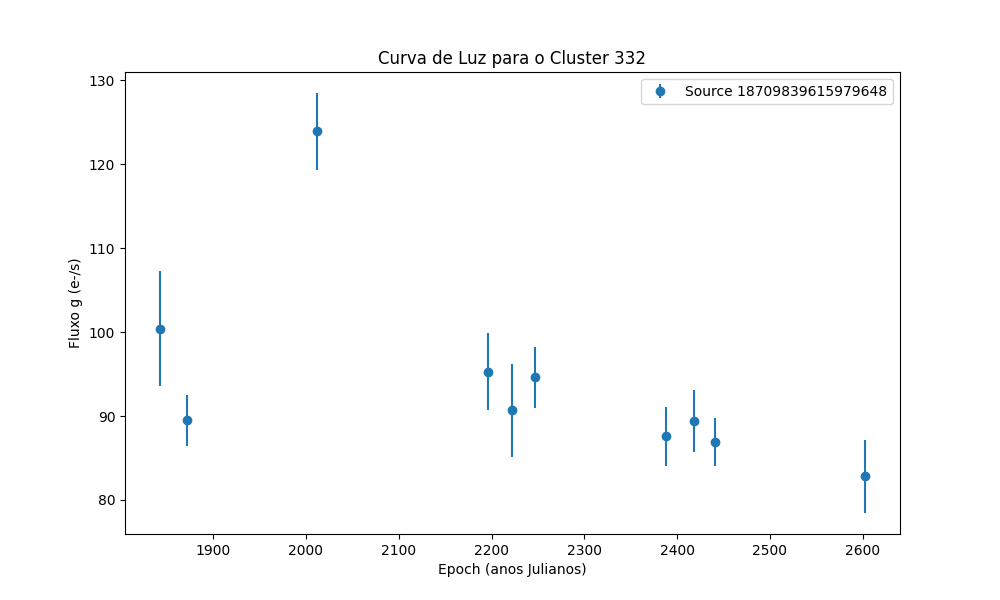 Curva de Luz para o Cluster 332
Source 18709839615979648
Fluxo g (e-/s)
130
120
110
100
90
80
1900 2000 2100 2200 2300 2400 2500 2600
Epoch (anos Julianos)